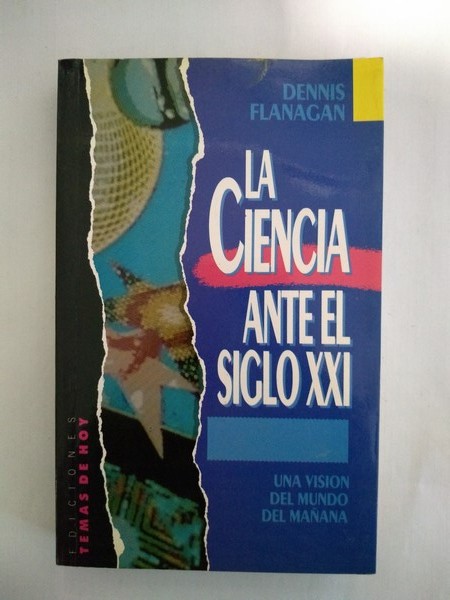 DENNIS
FLANAGAN
LA
CIENCIA
ANTE EL
SIGLO XXI
UNA VISION
DEL MUNDO
DEL MAÑANA
EDICIONES
TEMAS DE HOY